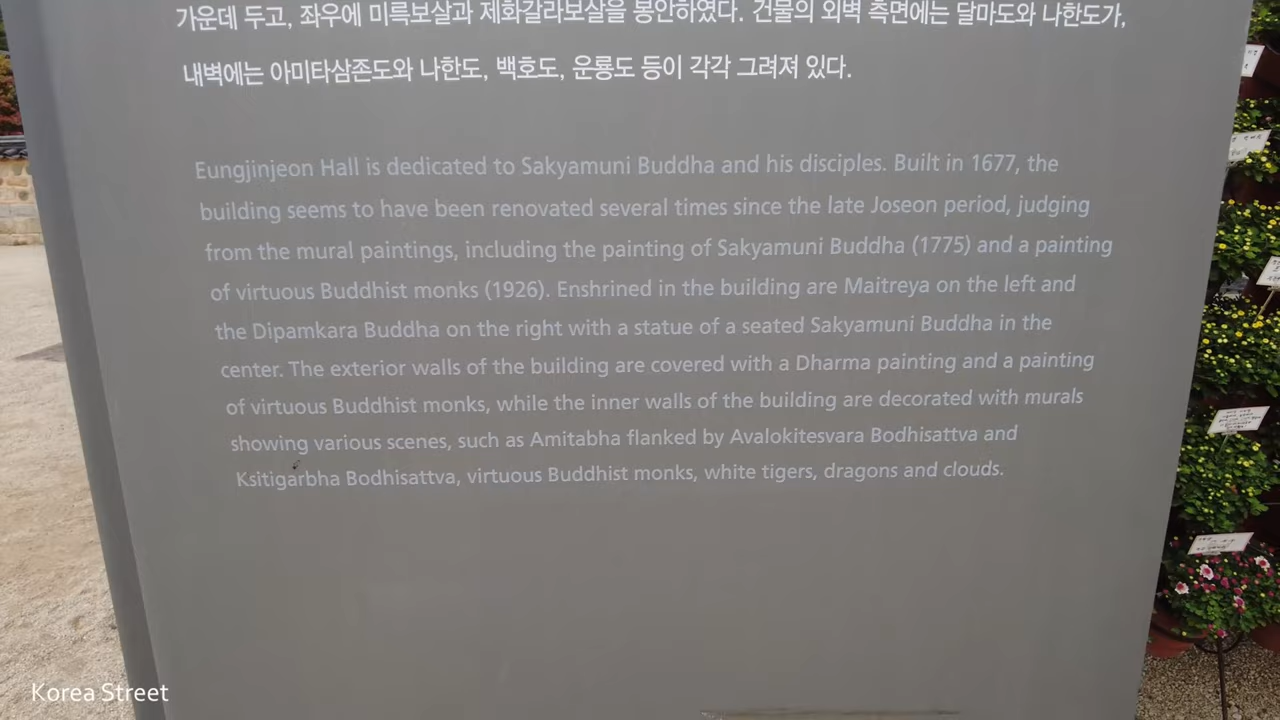 가운데 두고, 좌우에 미륵보살과 제화갈라보살을 봉안하였다. 건물의 외벽 측면에는 달마도와 나한도가,
내벽에는 아미타삼존도와 나한도, 백호도, 운룡도 등이 각각 그려져 있다.
Eungjinjeon Hall is dedicated to Sakyamuni Buddha and his disciples. Built in 1677, the
building seems to have been renovated several times since the late Joseon period, judging
from the mural paintings, including the painting of Sakyamuni Buddha (1775) and a painting
of virtuous Buddhist monks (1926). Enshrined in the building are Maitreya on the left and
the Dipamkara Buddha on the right with a statue of a seated Sakyamuni Buddha in the
center. The exterior walls of the building are covered with a Dharma painting and a painting
of virtuous Buddhist monks, while the inner walls of the building are decorated with murals
showing various scenes, such as Amitabha flanked by Avalokitesvara Bodhisattva and
Ksitigarbha Bodhisattva, virtuous Buddhist monks, white tigers, dragons and clouds.
Korea Street